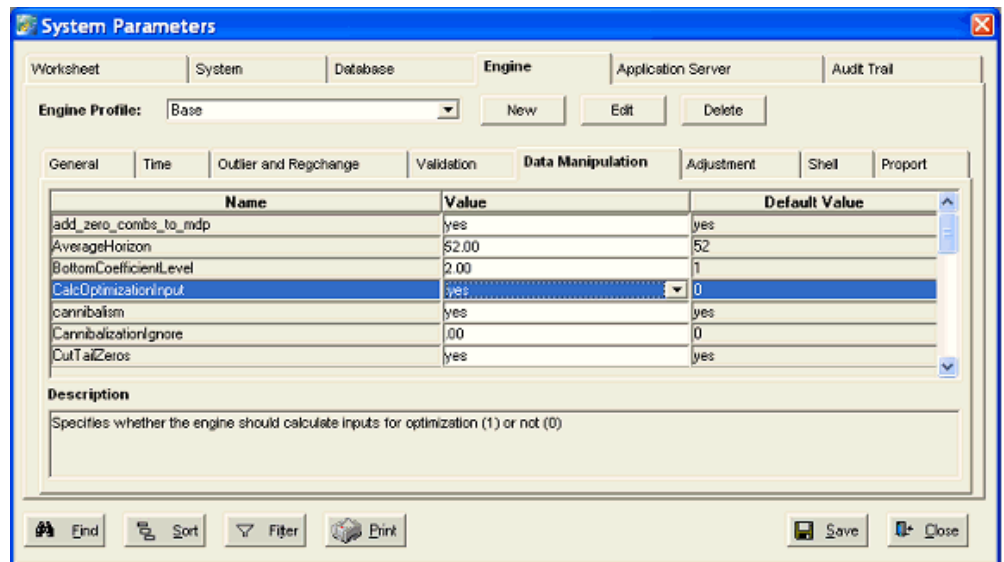 System Parameters
Worksheet System Database Engine Application Server Audit Trail
Engine Profile: Base New Edit Delete
General Time Outlier and Regchange Validation Data Manipulation Adjustment Shell Proport
Name Value Default Value
add_zero_combs_to_mdp yes yes
AverageHorizon 52.00 52
BottomCoefficientLevel 2.00 1
CalcOptimizationInput yes 0
cannibalism yes yes
CannibalizationIgnore .00 0
CutTailZeros yes yes
Description
Specifies whether the engine should calculate inputs for optimization (1) or not (0)
Find Sort Filter Print Save Close